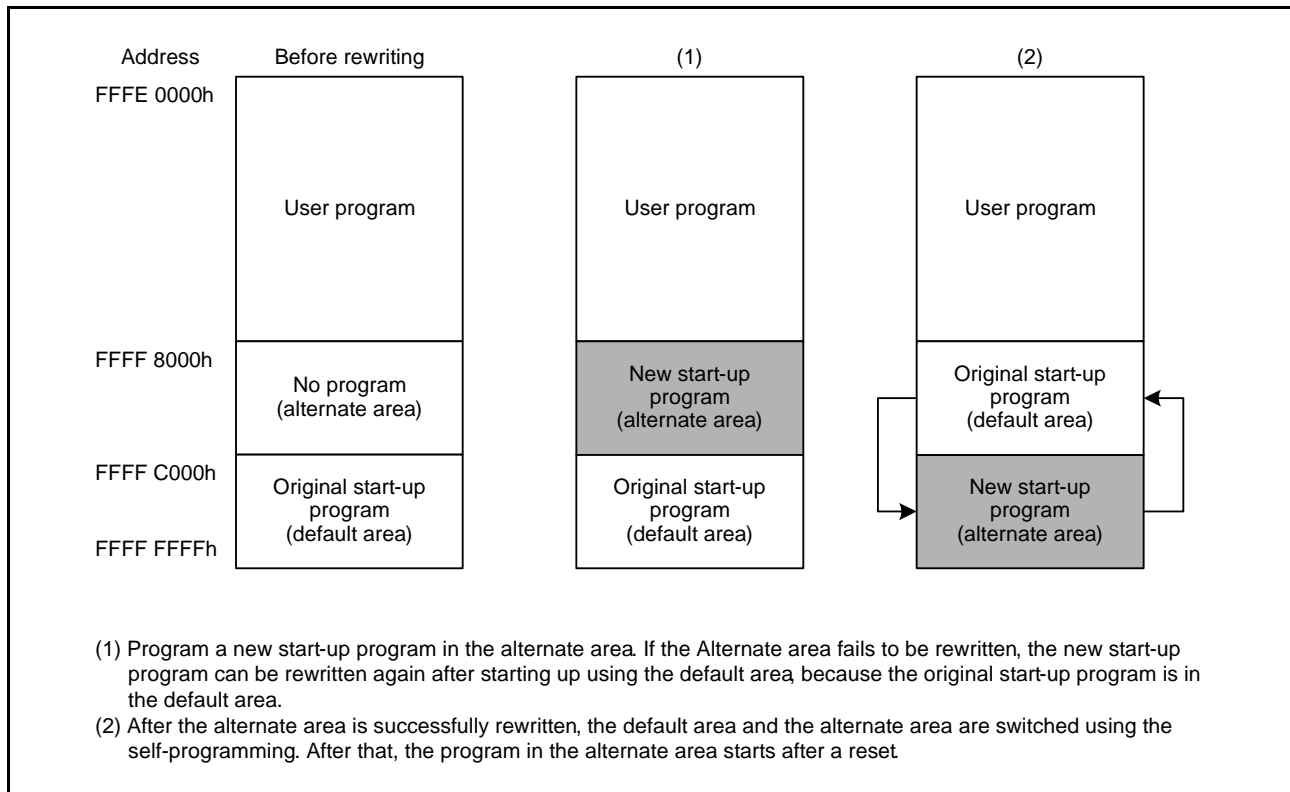 Address
Before rewriting
(1)
(2)
FFFE 0000h
User program
User program
User program
FFFF 8000h
No program
(alternate area)
New start-up
program
(alternate area)
Original start-up
program
(default area)
FFFF C000h
Original start-up
program
(default area)
Original start-up
program
(default area)
New start-up
program
(alternate area)
FFFF FFFFh
(1) Program a new start-up program in the alternate area. If the Alternate area fails to be rewritten, the new start-up
program can be rewritten again after starting up using the default area, because the original start-up program is in
the default area.
(2) After the alternate area is successfully rewritten, the default area and the alternate area are switched using the
self-programming. After that, the program in the alternate area starts after a reset.